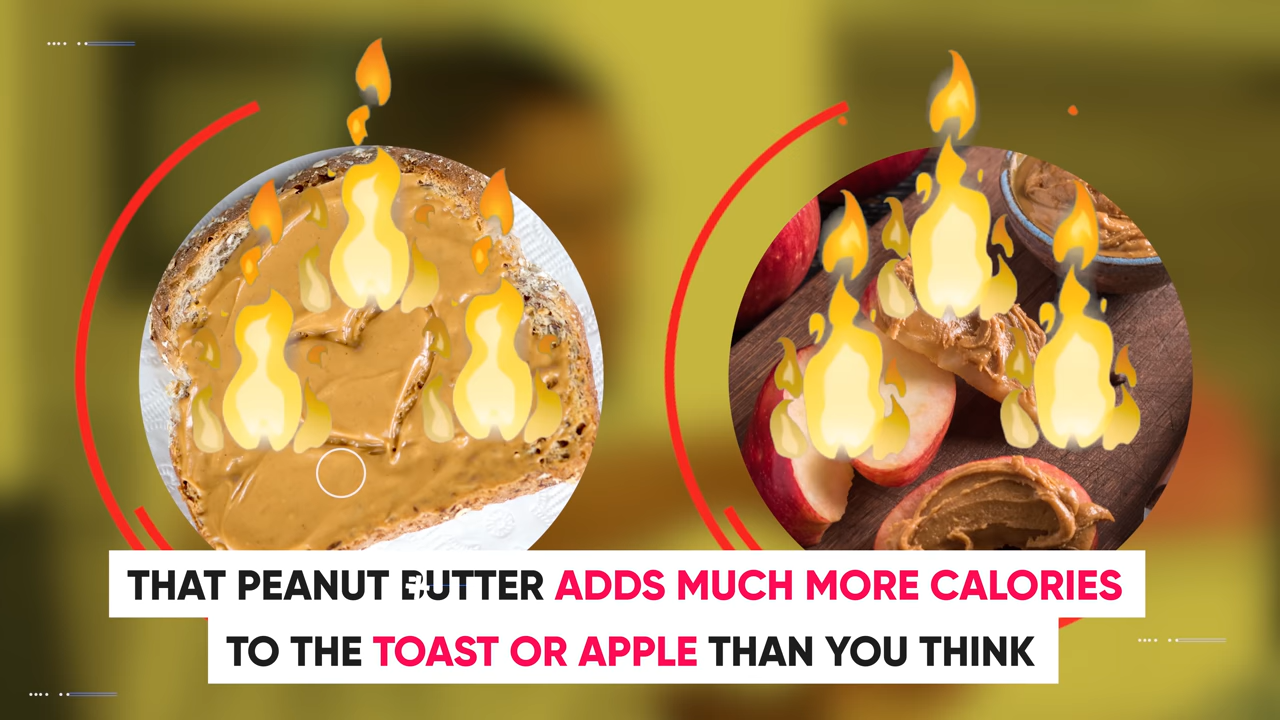 THAT PEANUT BUTTER ADDS MUCH MORE CALORIES
TO THE TOAST OR APPLE THAN YOU THINK